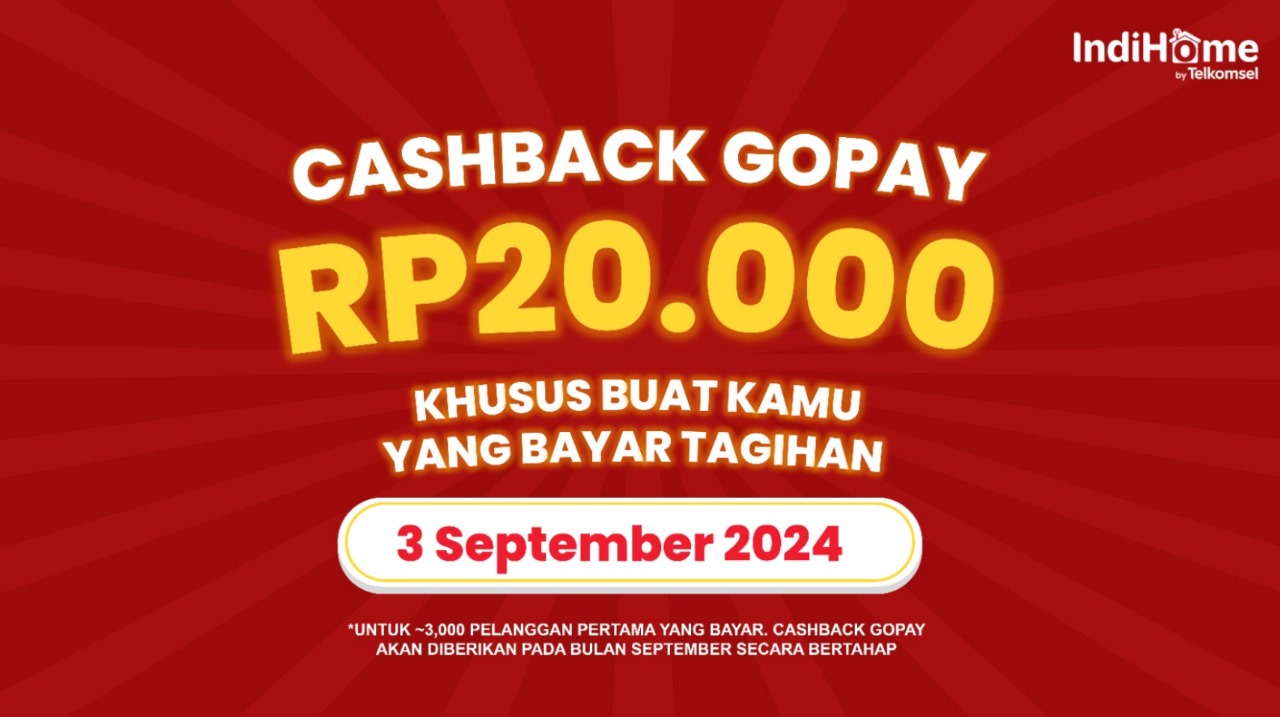 IndiHome
by Telkomsel
CASHBACK GOPAY
RP20.000
KHUSUS BUAT KAMU
YANG BAYAR TAGIHAN
3 September 2024
*UNTUK ~3,000 PELANGGAN PERTAMA YANG BAYAR. CASHBACK GOPAY
AKAN DIBERIKAN PADA BULAN SEPTEMBER SECARA BERTAHAP